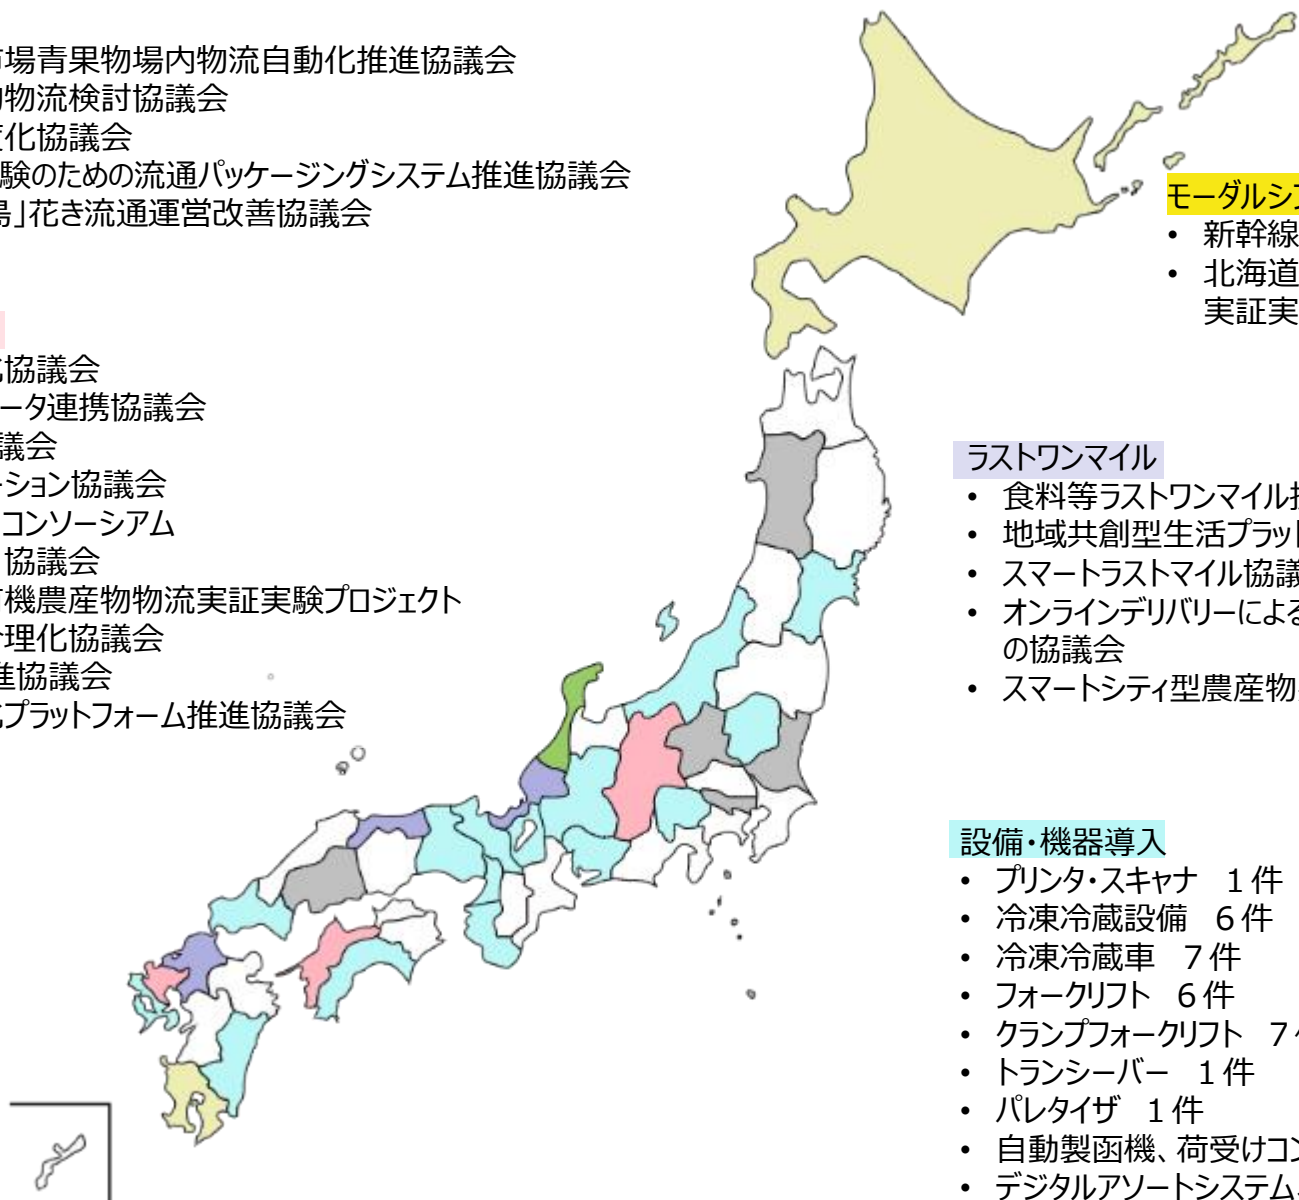 市場青果物場内物流自動化推進協議会
物流検討協議会
化協議会
験のための流通パッケージングシステム推進協議会
島」花き流通運営改善協議会
協議会
ータ連携協議会
議会
ーション協議会
コンソーシアム
協議会
有機農産物物流実証実験プロジェクト
合理化協議会
進協議会
化プラットフォーム推進協議会
モーダルシフ
• 新幹線
• 北海道
実証実
ラストワンマイル
• 食料等ラストワンマイル
• 地域共創型生活プラット
• スマートラストマイル協議
• オンラインデリバリーによる
の協議会
• スマートシティ型農産物
設備・機器導入
• プリンタ・スキャナ　1件
• 冷凍冷蔵設備　6件
• 冷凍冷蔵車　7件
• フォークリフト　6件
• クランプフォークリフト　7件
• トランシーバー　1件
• パレタイザ　1件
• 自動製函機、荷受けコン
• デジタルアソートシステム